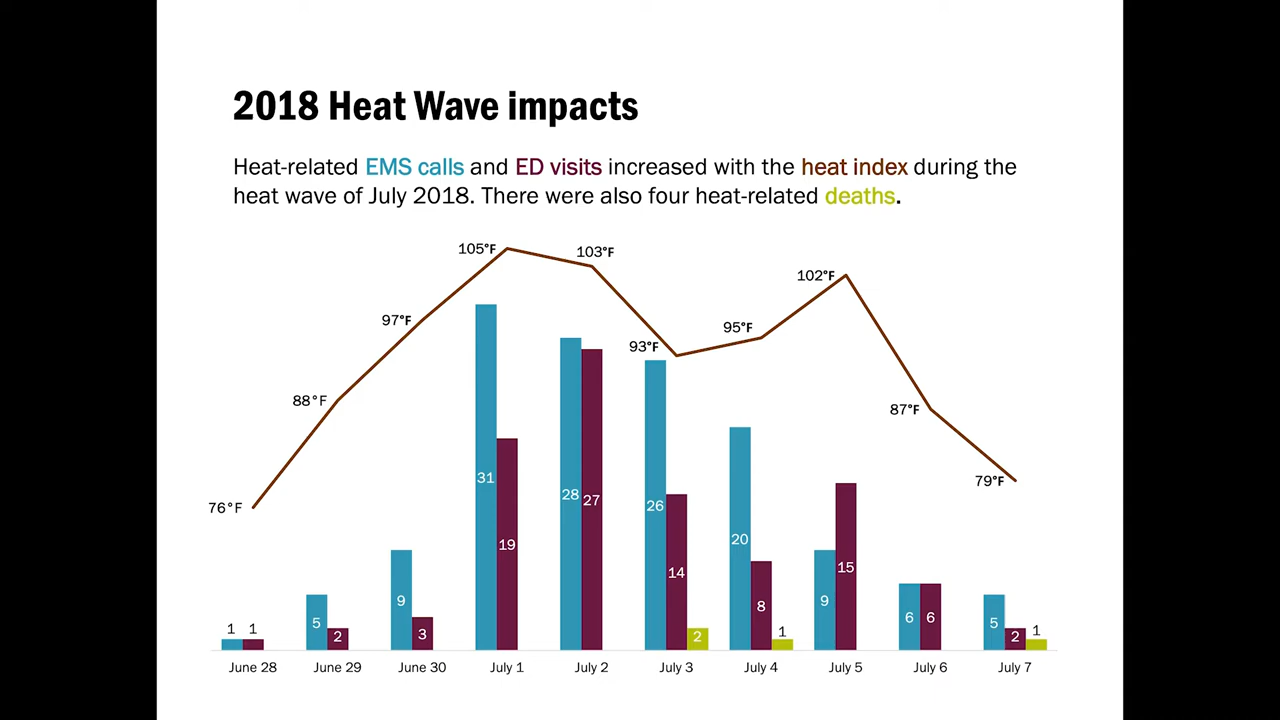 2018 Heat Wave impacts
Heat-related EMS calls and ED visits increased with the heat index during the
heat wave of July 2018. There were also four heat-related deaths.
105°F
103°F
102°F
97°F
95°F
93°F
88°F
87°F
79°F
76°F
1 1
5 2
9 3
31 19
28 27
26 14 2
20 8 1
9 15
6 6
5 2 1
June 28 June 29 June 30 July 1 July 2 July 3 July 4 July 5 July 6 July 7